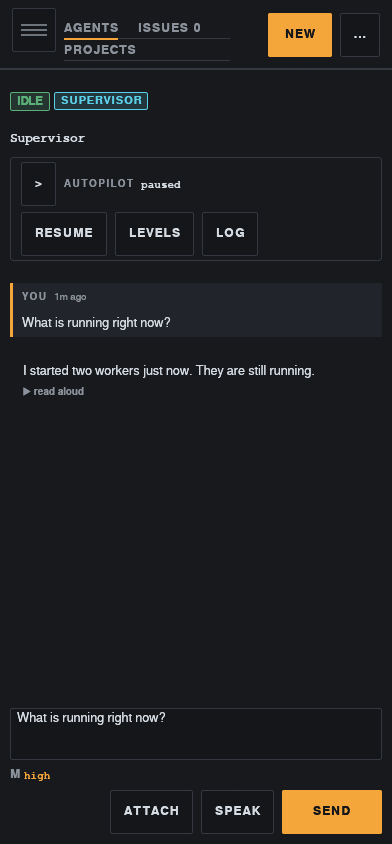 AGENTS ISSUES 0
PROJECTS
NEW
...
IDLE SUPERVISOR
Supervisor
> AUTOPILOT paused
RESUME LEVELS LOG
YOU 1m ago
What is running right now?
I started two workers just now. They are still running.
▶ read aloud
What is running right now?
M high
ATTACH SPEAK SEND